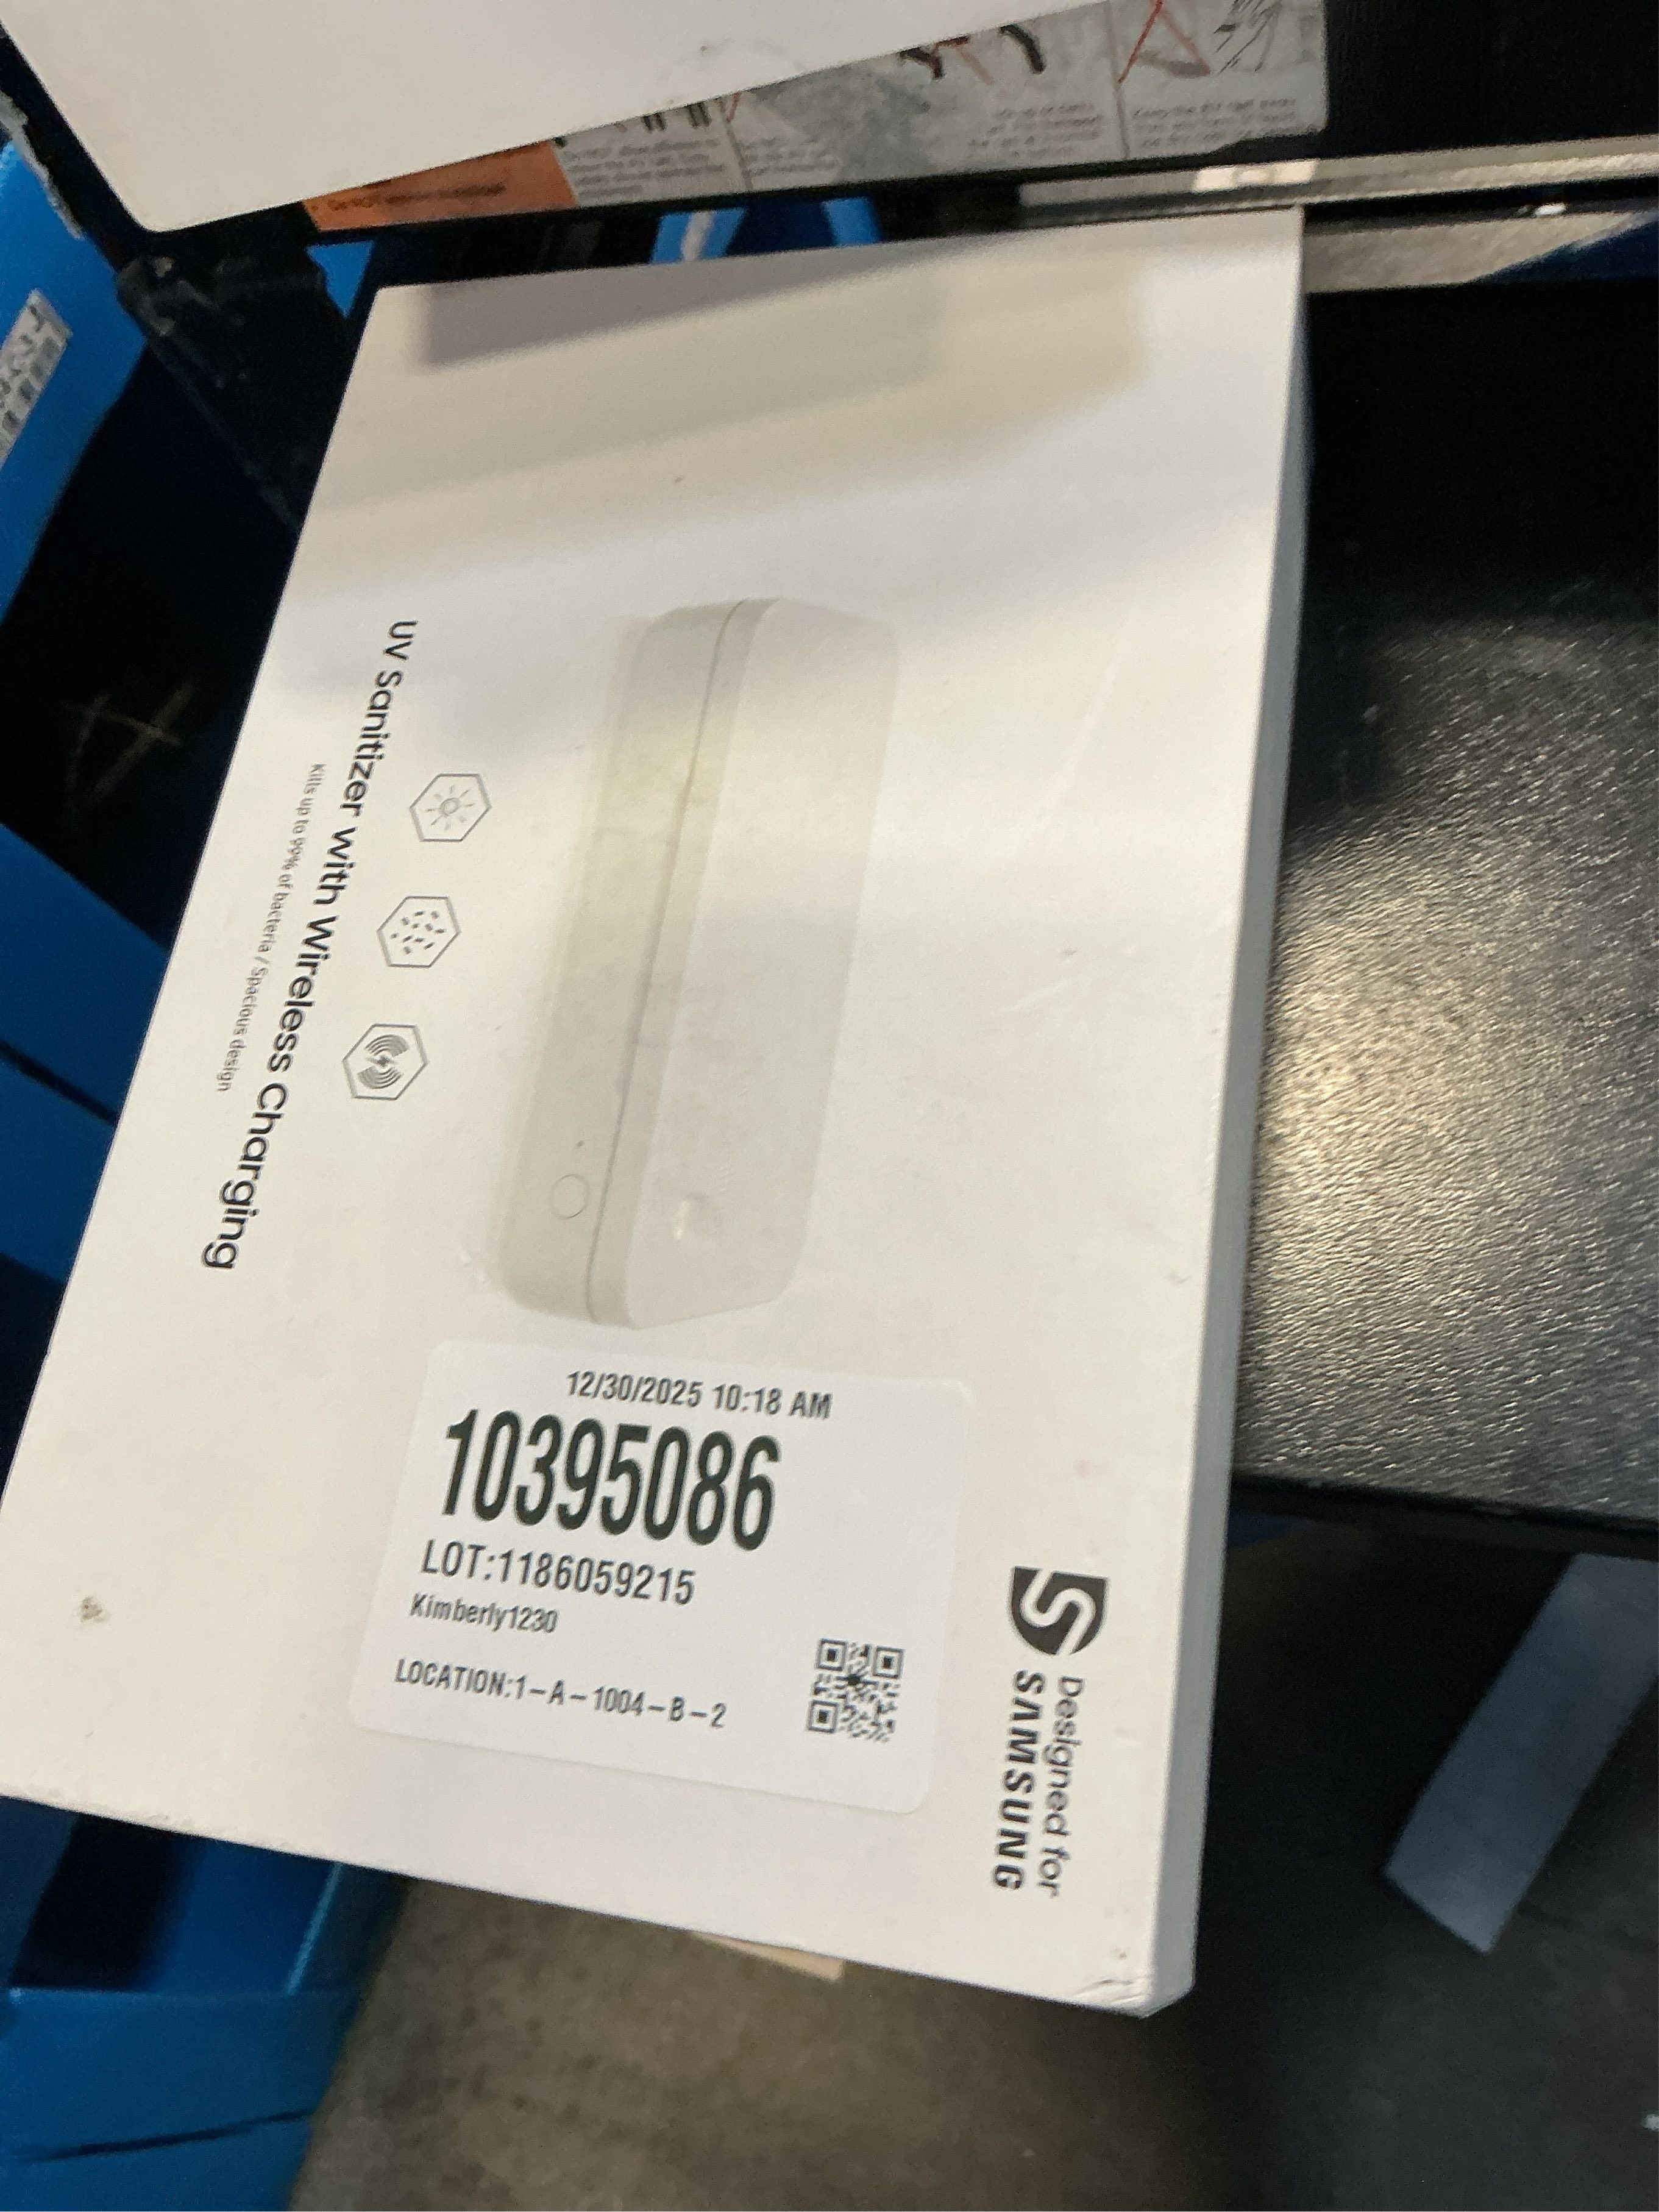 UV Sanitizer with Wireless Charging
Kills up to 99% of bacteria / Spacious design
12/30/2025 10:18 AM
10395086
LOT:1186059215
Kimberly1230
LOCATION:1-A-1004-B-2
Designed for
SAMSUNG